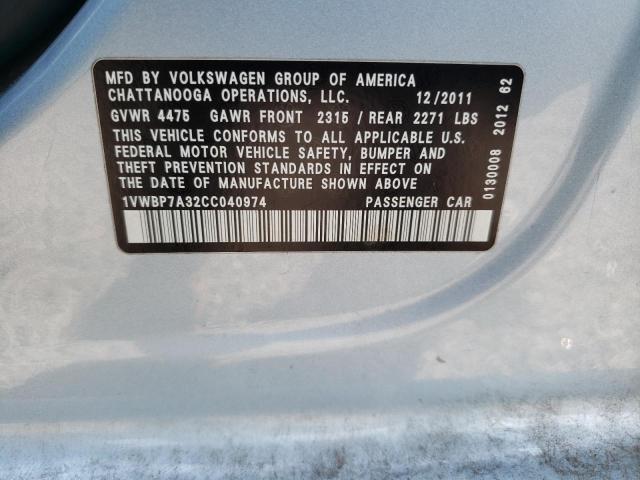 MFD BY VOLKSWAGEN GROUP OF AMERICA
CHATTANOOGA OPERATIONS, LLC. 12/2011
GVWR 4475 GAWR FRONT 2315 / REAR 2271 LBS
THIS VEHICLE CONFORMS TO ALL APPLICABLE U.S.
FEDERAL MOTOR VEHICLE SAFETY, BUMPER AND
THEFT PREVENTION STANDARDS IN EFFECT ON THE
DATE OF MANUFACTURE SHOWN ABOVE
1VWBP7A32CC040974 PASSENGER CAR
0130008 2012 62